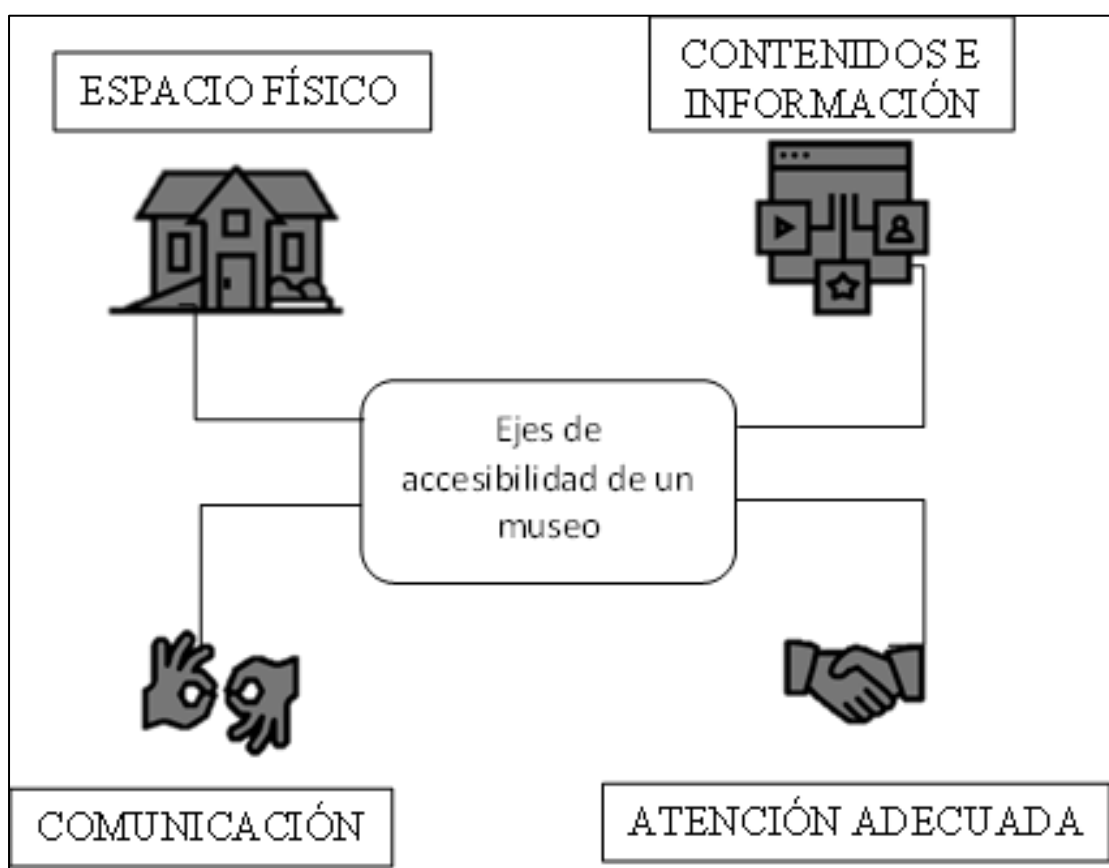 ESPACIO FÍSICO
CONTENIDOS E
INFORMACIÓN
Ejes de
accesibilidad de un
museo
COMUNICACIÓN
ATENCIÓN ADECUADA